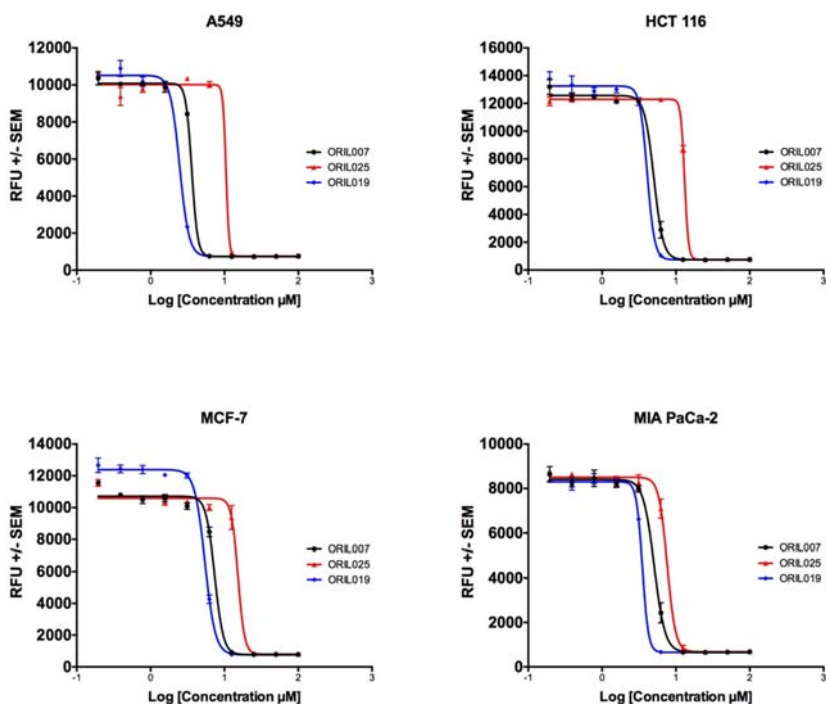 A549
RFU +/- SEM
12000
10000
8000
6000
4000
2000
0
-1
0
1
2
3
Log [Concentration µM]
ORIL007
ORIL025
ORIL019
HCT 116
RFU +/- SEM
16000
14000
12000
10000
8000
6000
4000
2000
0
-1
0
1
2
3
Log [Concentration µM]
ORIL007
ORIL025
ORIL019
MCF-7
RFU +/- SEM
14000
12000
10000
8000
6000
4000
2000
0
-1
0
1
2
3
Log [Concentration µM]
ORIL007
ORIL025
ORIL019
MIA PaCa-2
RFU +/- SEM
10000
8000
6000
4000
2000
0
-1
0
1
2
3
Log [Concentration µM]
ORIL007
ORIL025
ORIL019